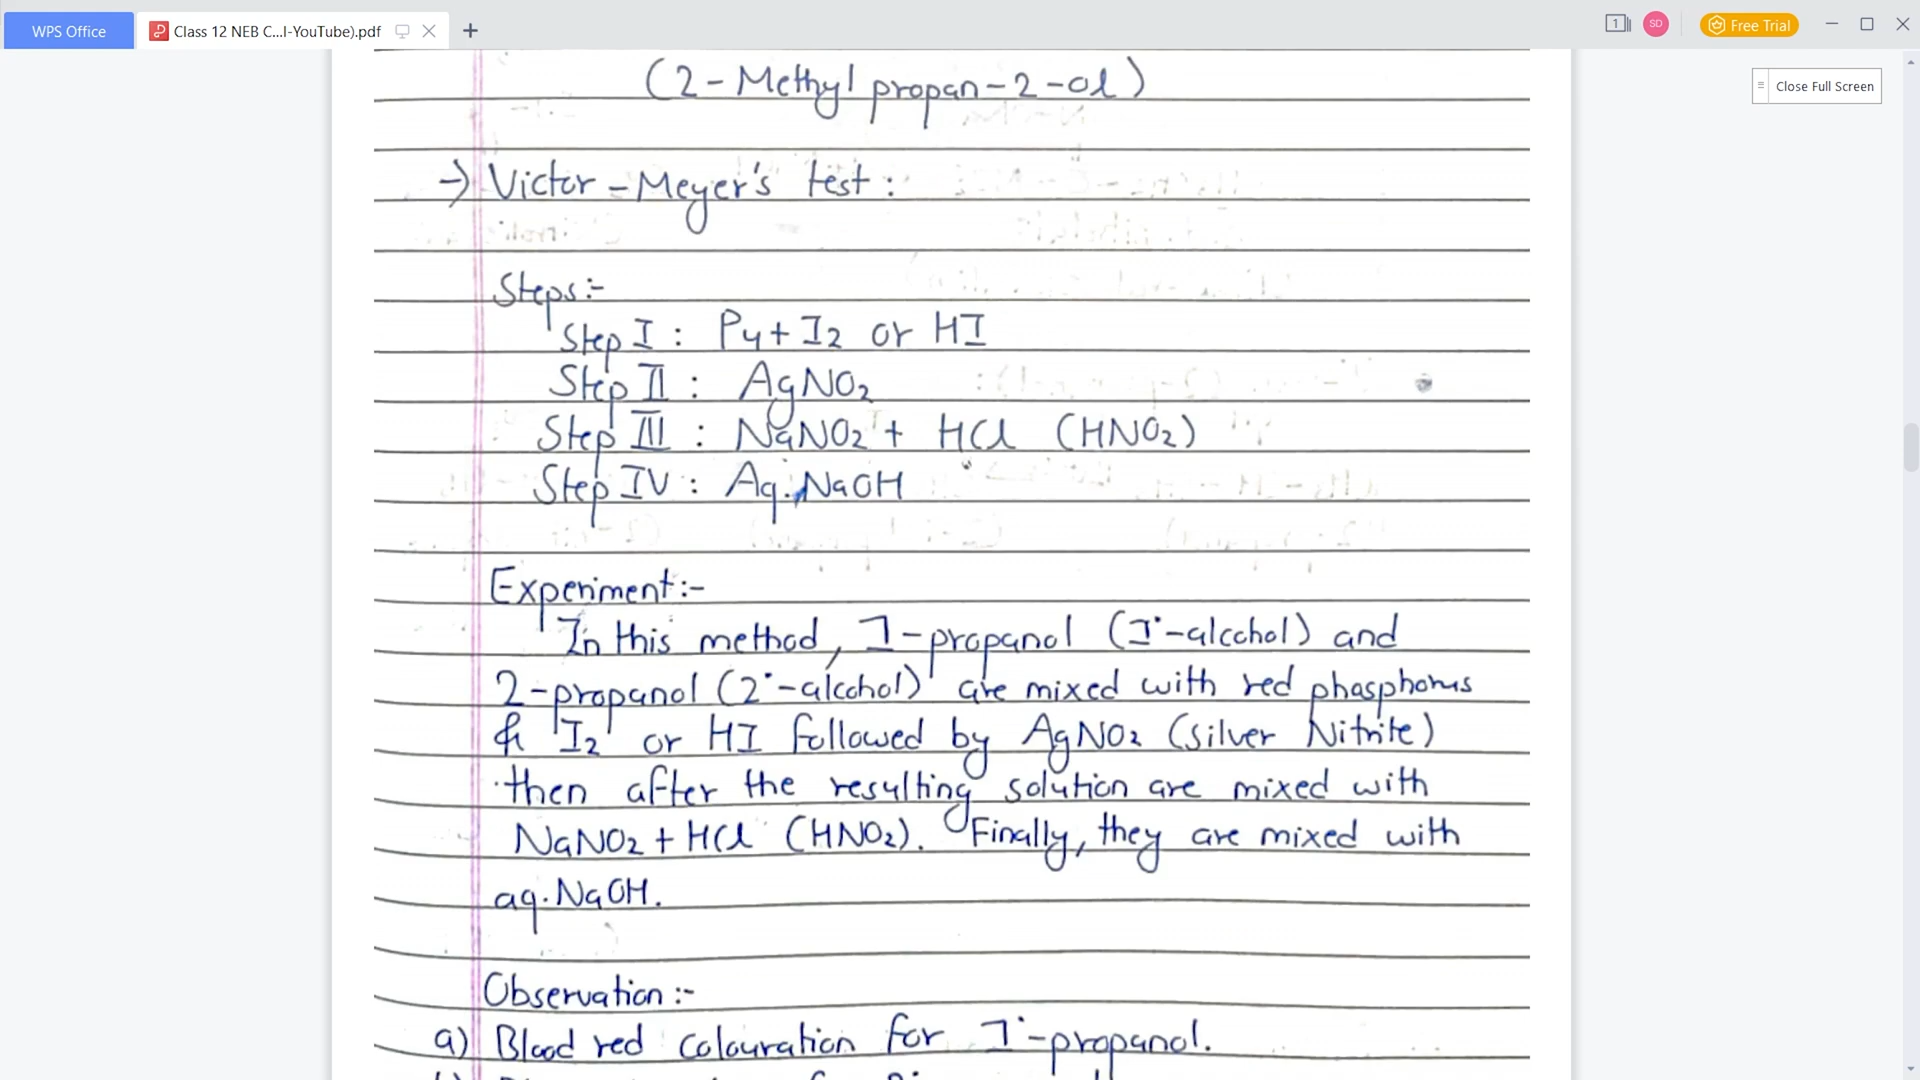 WPS Office
Class 12 NEB C...I-YouTube).pdf
1
SD
Free Trial
Close Full Screen
(2-Methyl propan-2-ol)
→ Victor-Meyer's test:
Steps:-
Step I: P4 + I2 or HI
Step II: AgNO2
Step III: NaNO2 + HCl (HNO2)
Step IV: Aq. NaOH
Experiment:-
In this method, 1-propanol (1°-alcohol) and
2-propanol (2°-alcohol) are mixed with red phosphorus
& I2 or HI followed by AgNO2 (Silver Nitrite)
then after the resulting solution are mixed with
NaNO2 + HCl (HNO2). Finally, they are mixed with
aq. NaOH.
Observation:-
a) Blood red colouration for 1°-propanol.